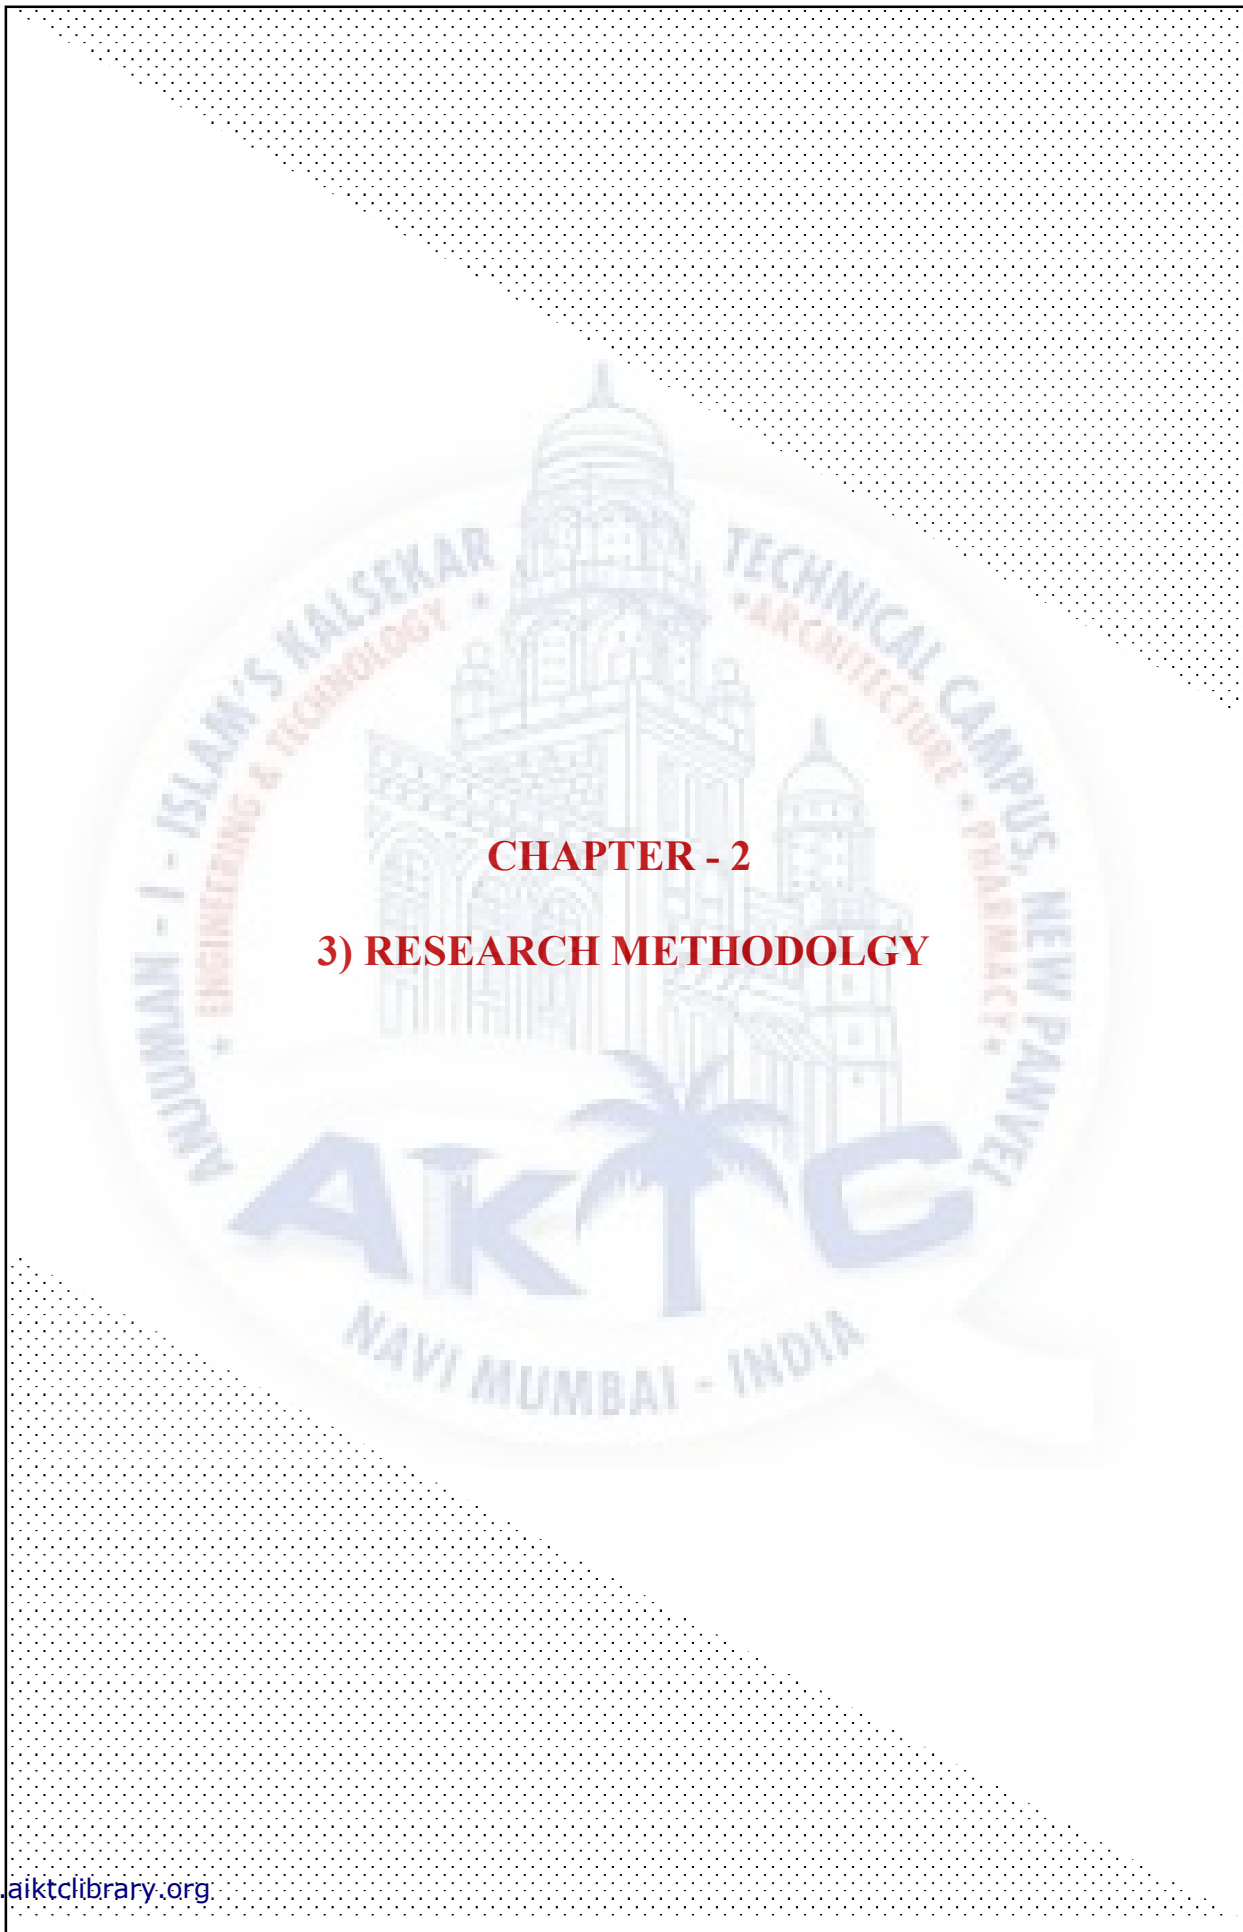 ANJUMAN - I - ISLAM'S KALSEKAR TECHNICAL CAMPUS, NEW PANVEL
• ENGINEERING & TECHNOLOGY • • ARCHITECTURE • PHARMACY •
CHAPTER - 2
3) RESEARCH METHODOLGY
AIKTC
NAVI MUMBAI - INDIA
.aiktclibrary.org